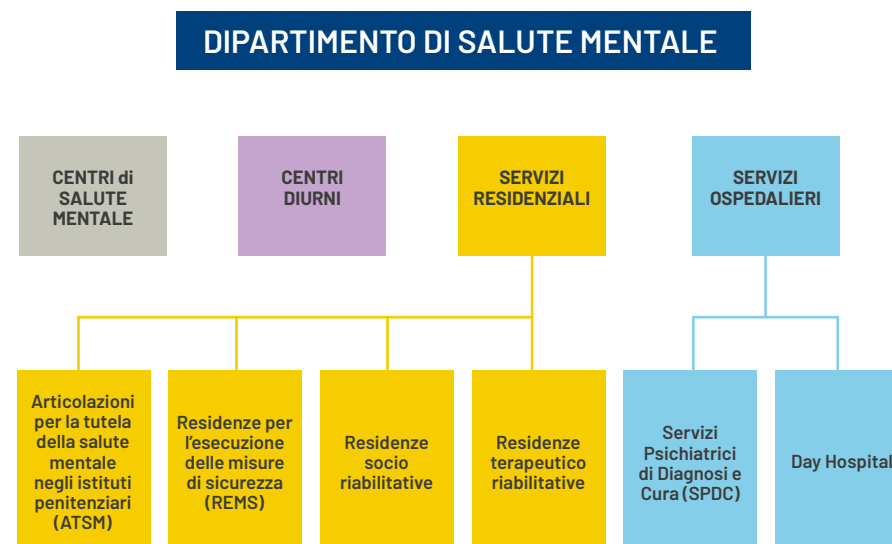 DIPARTIMENTO DI SALUTE MENTALE
CENTRI di
SALUTE
MENTALE
CENTRI
DIURNI
SERVIZI
RESIDENZIALI
SERVIZI
OSPEDALIERI
Articolazioni
per la tutela
della salute
mentale
negli istituti
penitenziari
(ATSM)
Residenze per
l'esecuzione
delle misure
di sicurezza
(REMS)
Residenze
socio
riabilitative
Residenze
terapeutico
riabilitative
Servizi
Psichiatrici
di Diagnosi e
Cura (SPDC)
Day Hospital